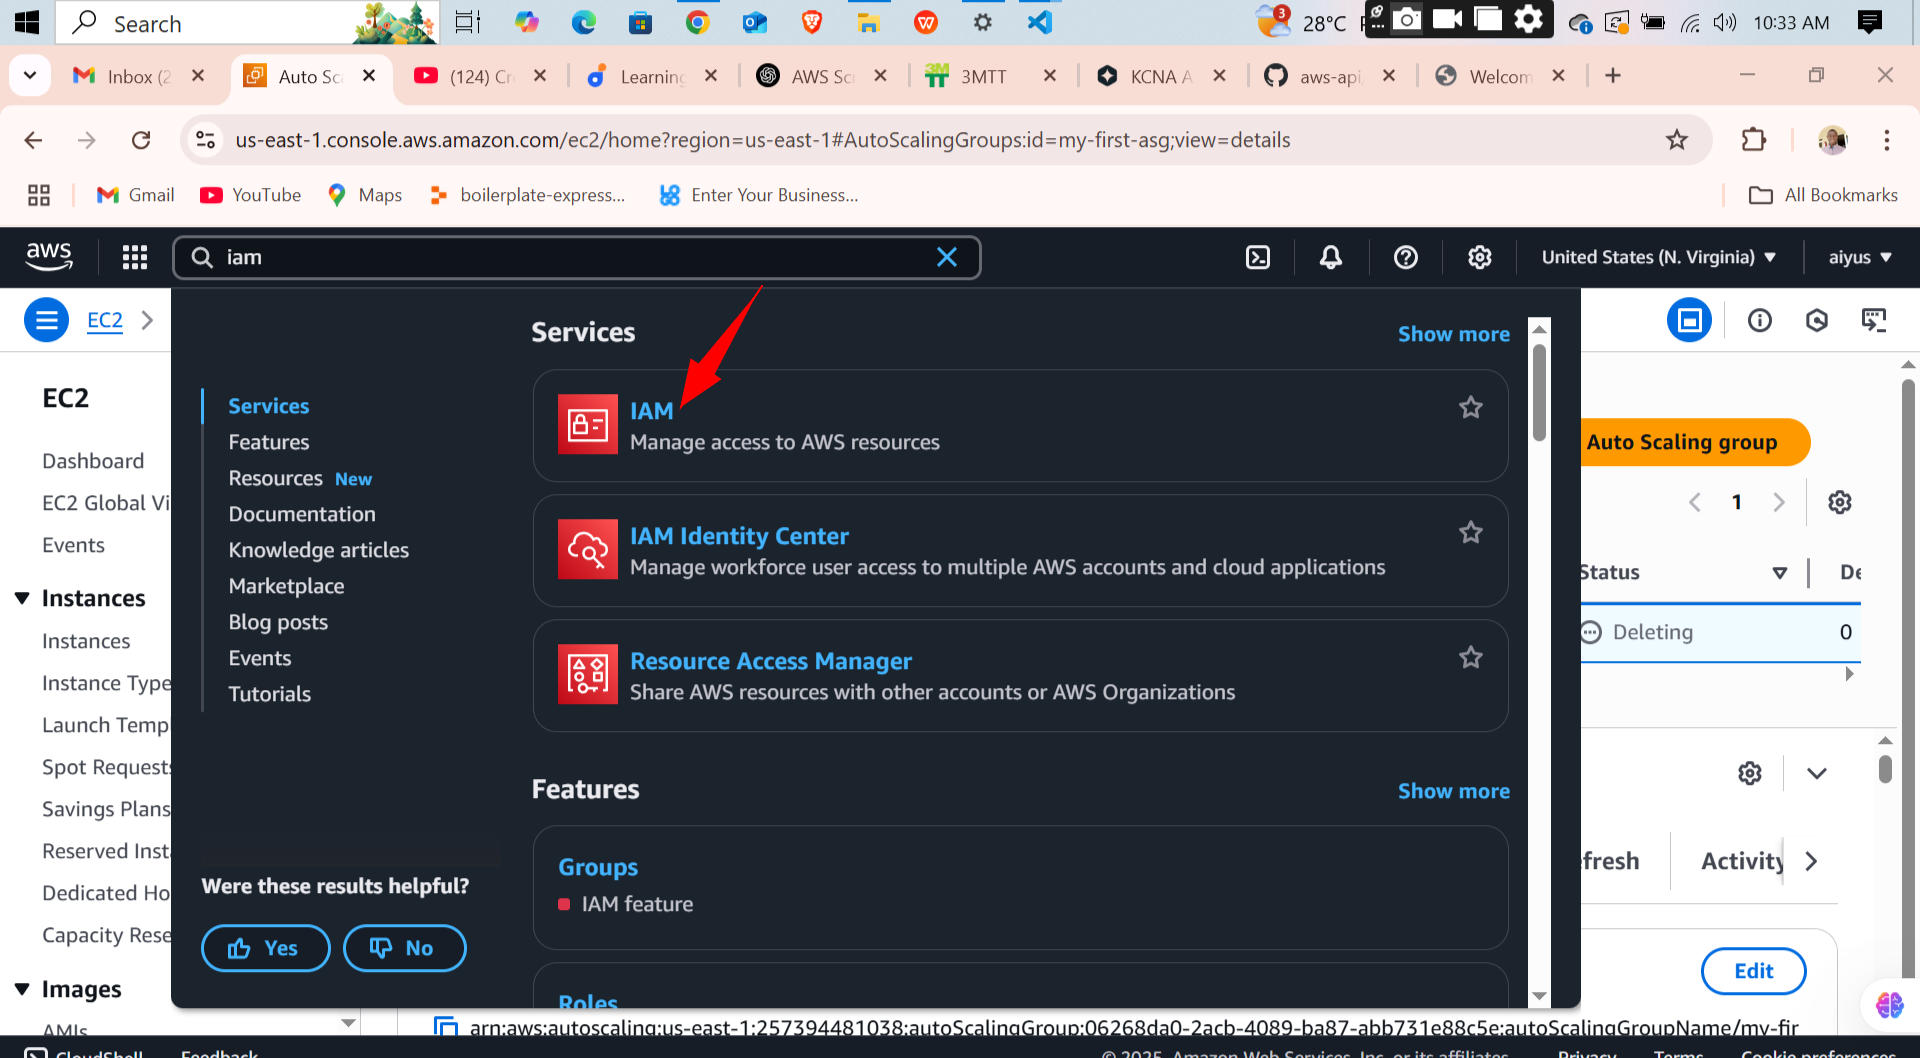 Search
3
28°C
10:33 AM
Inbox (2
Auto Sca
(124) Cr
Learning
AWS So
3MTT
KCNA A
aws-api
Welcom
us-east-1.console.aws.amazon.com/ec2/home?region=us-east-1#AutoScalingGroups:id=my-first-asg;view=details
Gmail
YouTube
Maps
boilerplate-express...
Enter Your Business...
All Bookmarks
aws
iam
United States (N. Virginia)
aiyus
EC2
EC2
Dashboard
EC2 Global Vi
Events
Instances
Instances
Instance Type
Launch Templ
Spot Requests
Savings Plans
Reserved Insta
Dedicated Ho
Capacity Rese
Images
AMIs
Services
Features
Resources New
Documentation
Knowledge articles
Marketplace
Blog posts
Events
Tutorials
Were these results helpful?
Yes
No
Services
Show more
IAM
Manage access to AWS resources
IAM Identity Center
Manage workforce user access to multiple AWS accounts and cloud applications
Resource Access Manager
Share AWS resources with other accounts or AWS Organizations
Features
Show more
Groups
IAM feature
Roles
Auto Scaling group
1
Status
De
Deleting
0
fresh
Activity
Edit
arn:aws:autoscaling:us-east-1:257394481038:autoScalingGroup:06268da0-2acb-4089-ba87-abb731e88c5e:autoScalingGroupName/my-fir
CloudShell
Feedback
© 2025, Amazon Web Services, Inc. or its affiliates.
Privacy
Terms
Cookie preferences